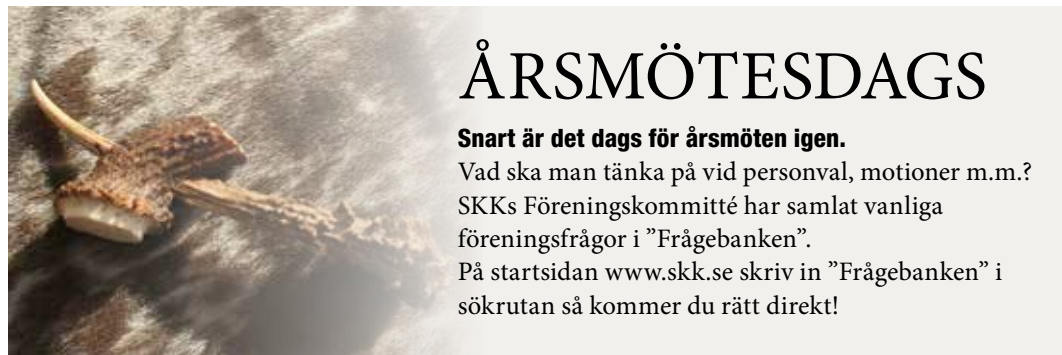 ÅRSMÖTESDAGS
Snart är det dags för årsmöten igen.
Vad ska man tänka på vid personval, motioner m.m.?
SKKs Föreningskommitté har samlat vanliga
föreningsfrågor i ”Frågebanken”.
På startsidan www.skk.se skriv in ”Frågebanken” i
sökrutan så kommer du rätt direkt!